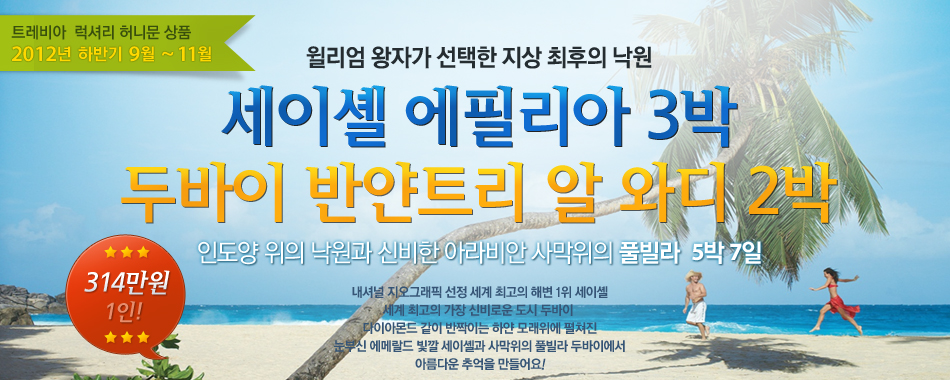 트레비아 럭셔리 허니문 상품
2012년 하반기 9월 ~ 11월
윌리엄 왕자가 선택한 지상 최후의 낙원
세이셸 에필리아 3박
두바이 반얀트리 알 와디 2박
인도양 위의 낙원과 신비한 아라비안 사막위의 풀빌라 5박 7일
★★★
314만원
1인!
★★★
내셔널 지오그래픽 선정 세계 최고의 해변 1위 세이셸
세계 최고의 가장 신비로운 도시 두바이
다이아몬드 같이 반짝이는 하얀 모래위에 펼쳐진
눈부신 에메랄드 빛깔 세이셸과 사막위의 풀빌라 두바이에서
아름다운 추억을 만들어요!